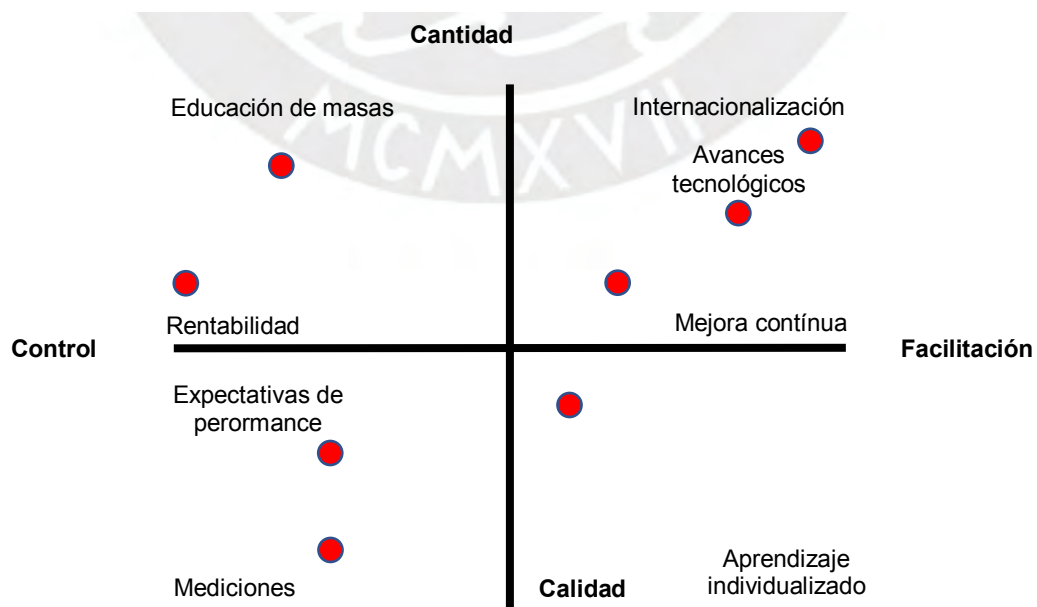 Cantidad
Educación de masas
Internacionalización
MCMXVII
Avances
tecnológicos
Rentabilidad
Mejora contínua
Control
Facilitación
Expectativas de
perormance
Mediciones
Calidad
Aprendizaje
individualizado